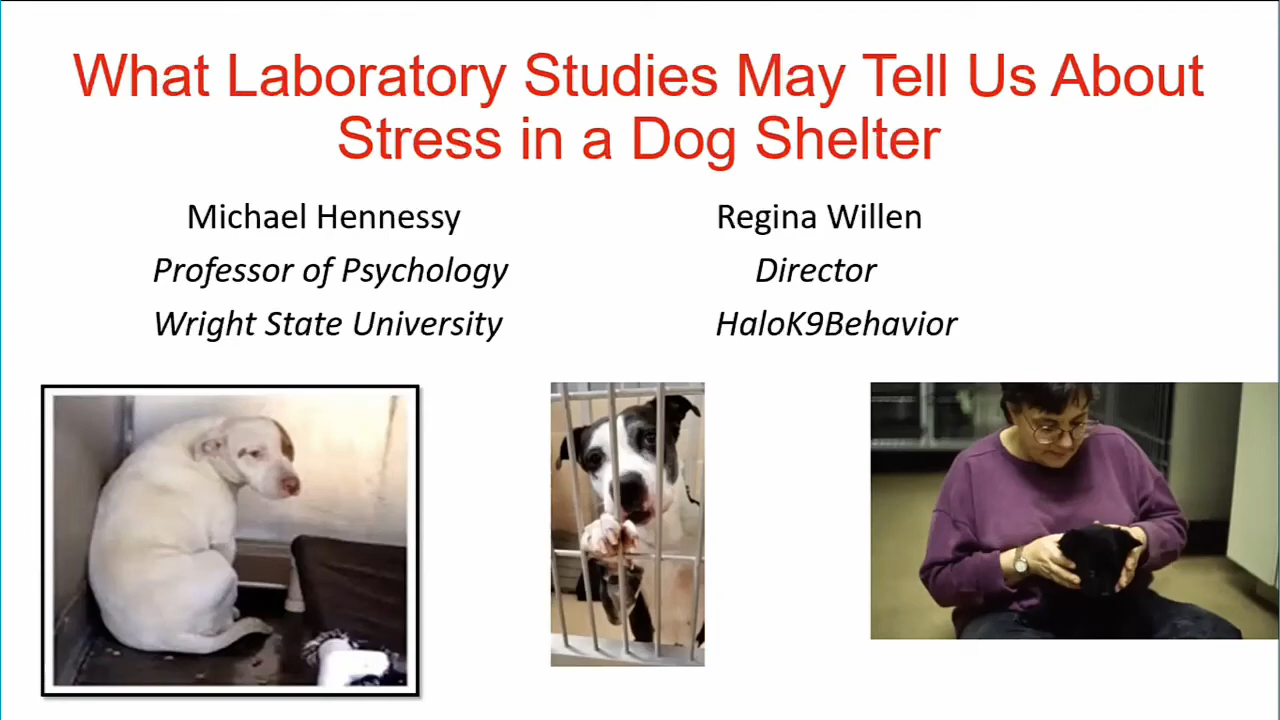 What Laboratory Studies May Tell Us About
Stress in a Dog Shelter
Michael Hennessy
Professor of Psychology
Wright State University
Regina Willen
Director
HaloK9Behavior